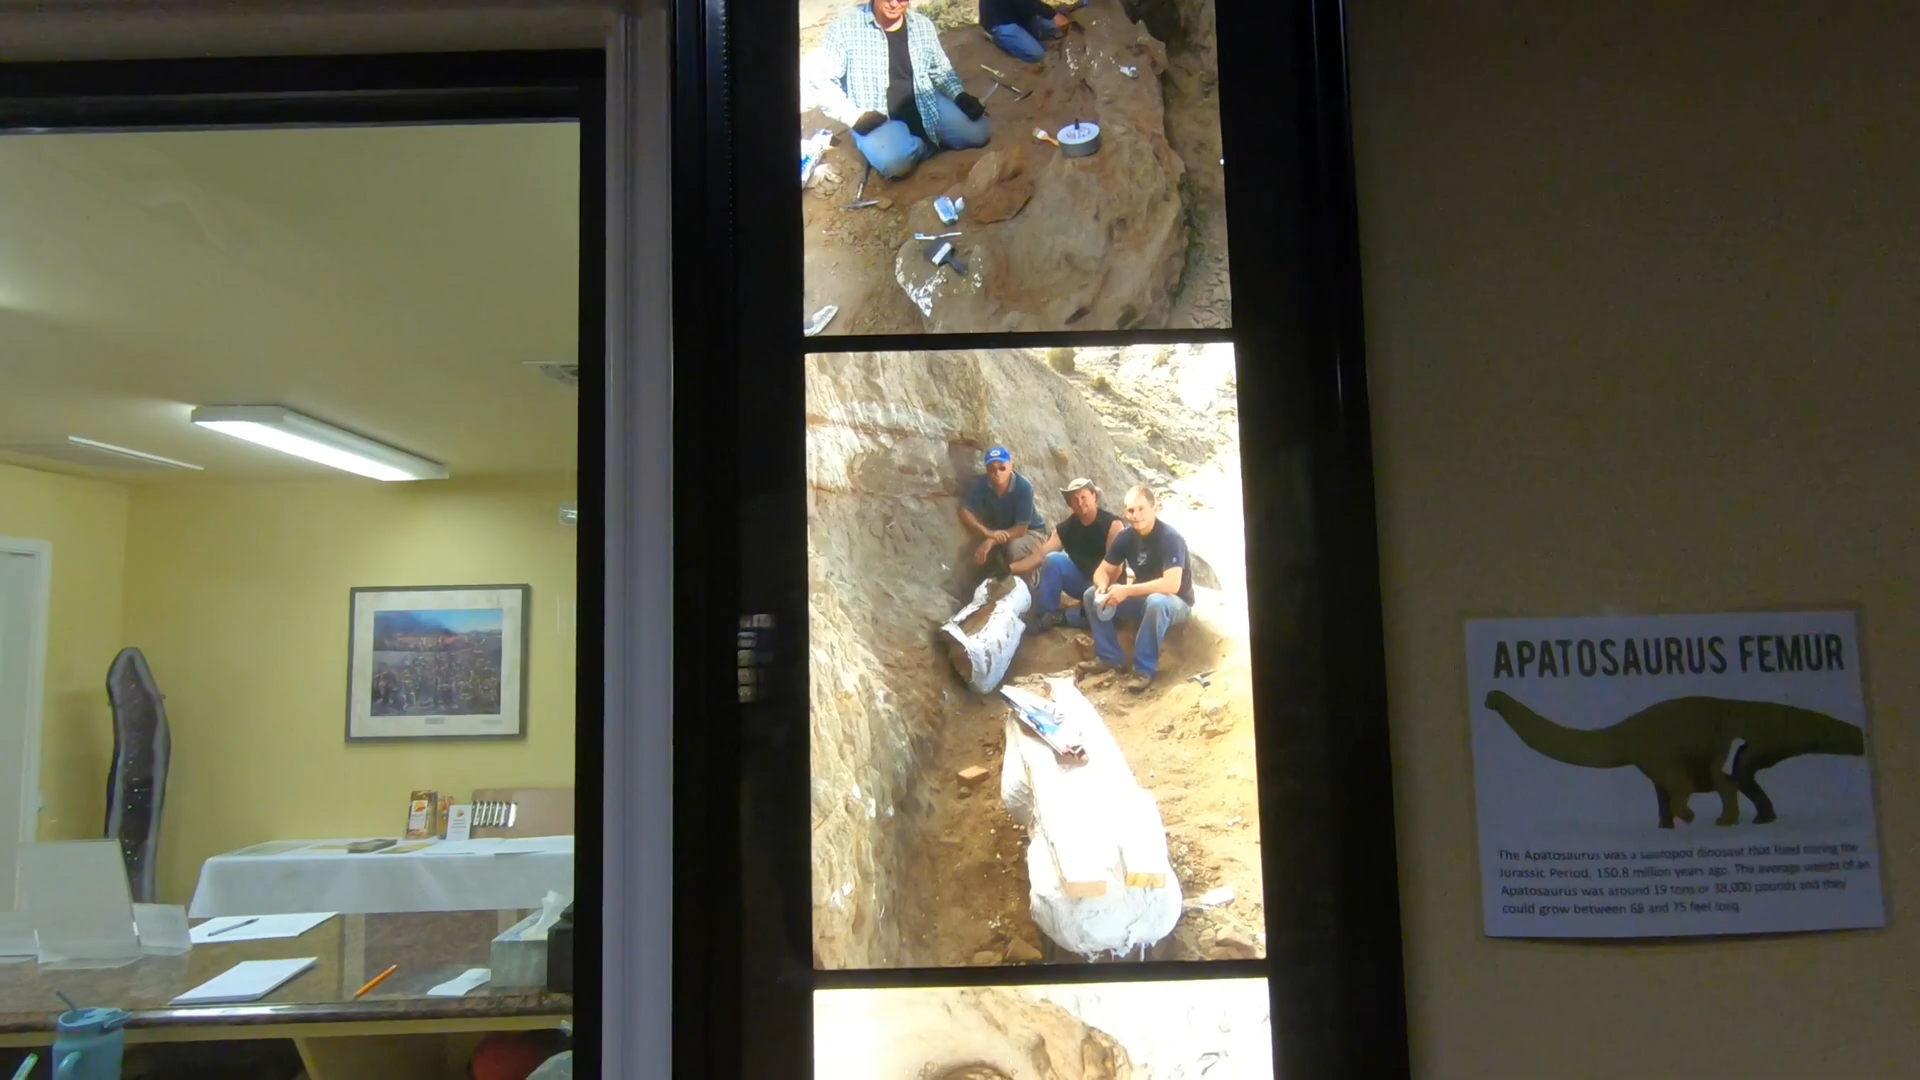 APATOSAURUS FEMUR
The Apatosaurus was a sauropod dinosaur that lived during the
Jurassic Period, 150.8 million years ago. The average weight of an
Apatosaurus was around 19 tons or 38,000 pounds and they
could grow between 68 and 75 feet long